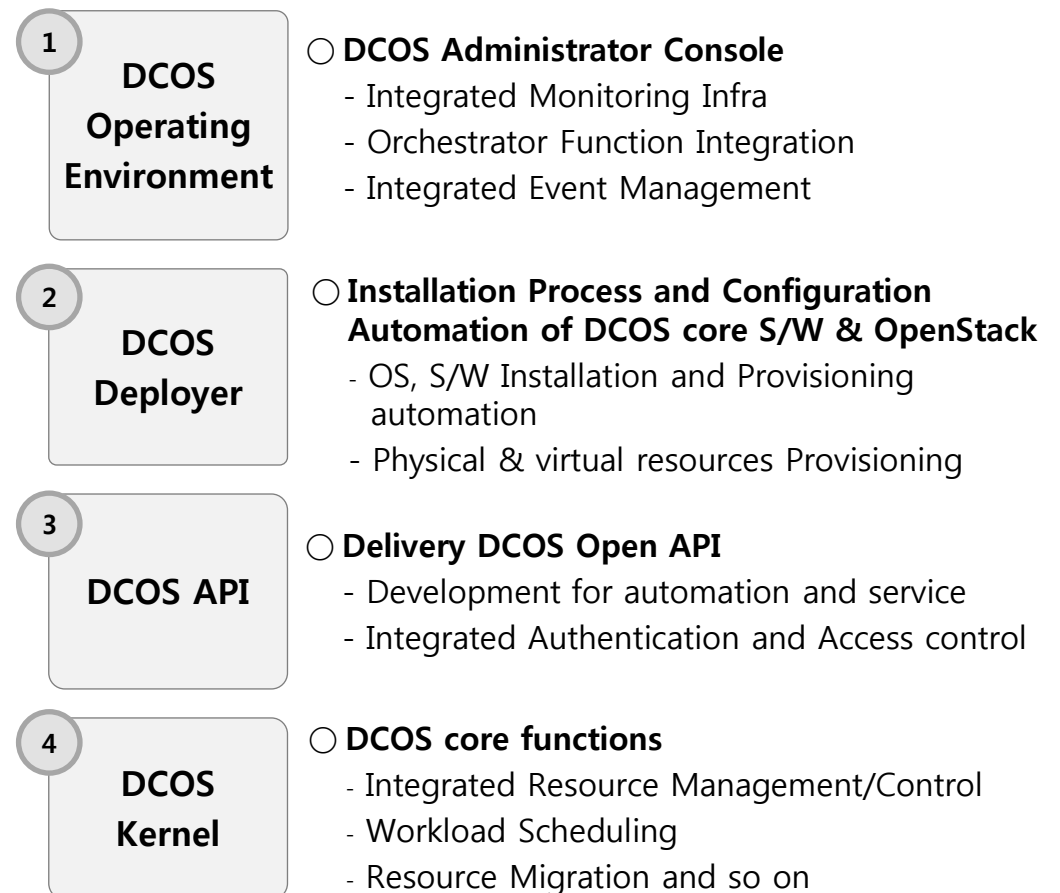 1
DCOS
Operating
Environment
○ DCOS Administrator Console
- Integrated Monitoring Infra
- Orchestrator Function Integration
- Integrated Event Management
2
DCOS
Deployer
○ Installation Process and Configuration
Automation of DCOS core S/W & OpenStack
- OS, S/W Installation and Provisioning
automation
- Physical & virtual resources Provisioning
3
DCOS API
○ Delivery DCOS Open API
- Development for automation and service
- Integrated Authentication and Access control
4
DCOS
Kernel
○ DCOS core functions
- Integrated Resource Management/Control
- Workload Scheduling
- Resource Migration and so on